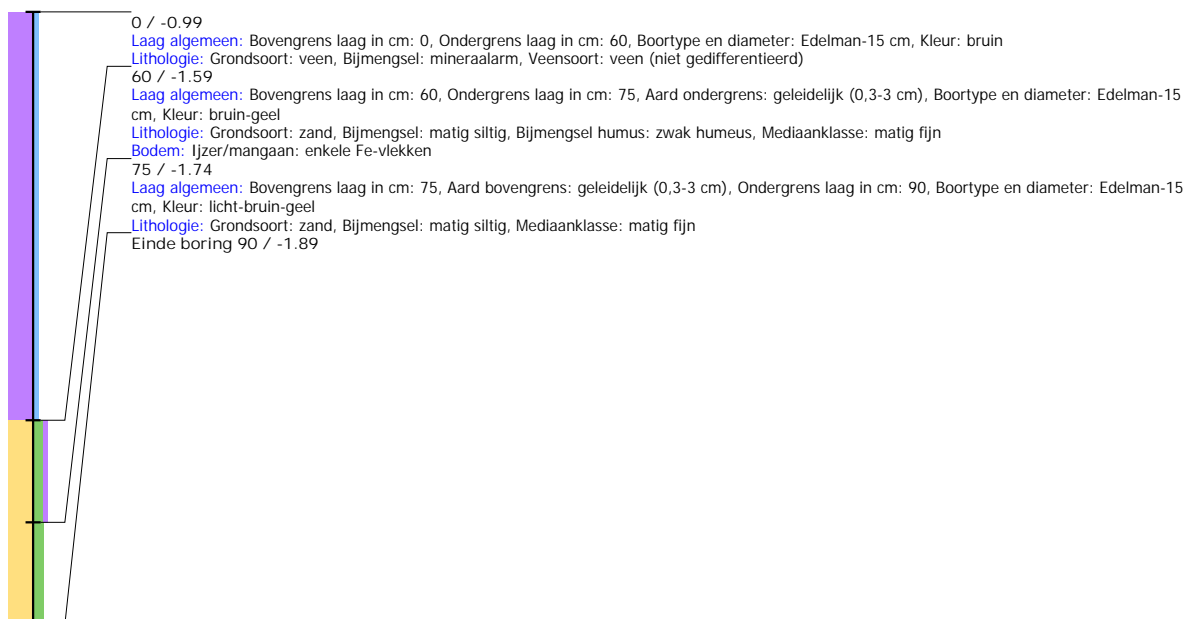 0 / -0.99
Laag algemeen: Bovengrens laag in cm: 0, Ondergrens laag in cm: 60, Boortype en diameter: Edelman-15 cm, Kleur: bruin
Lithologie: Grondsoort: veen, Bijmengsel: mineraalarm, Veensoort: veen (niet gedifferentieerd)
60 / -1.59
Laag algemeen: Bovengrens laag in cm: 60, Ondergrens laag in cm: 75, Aard ondergrens: geleidelijk (0,3-3 cm), Boortype en diameter: Edelman-15
cm, Kleur: bruin-geel
Lithologie: Grondsoort: zand, Bijmengsel: matig siltig, Bijmengsel humus: zwak humeus, Mediaanklasse: matig fijn
Bodem: Ijzer/mangaan: enkele Fe-vlekken
75 / -1.74
Laag algemeen: Bovengrens laag in cm: 75, Aard bovengrens: geleidelijk (0,3-3 cm), Ondergrens laag in cm: 90, Boortype en diameter: Edelman-15
cm, Kleur: licht-bruin-geel
Lithologie: Grondsoort: zand, Bijmengsel: matig siltig, Mediaanklasse: matig fijn
Einde boring 90 / -1.89